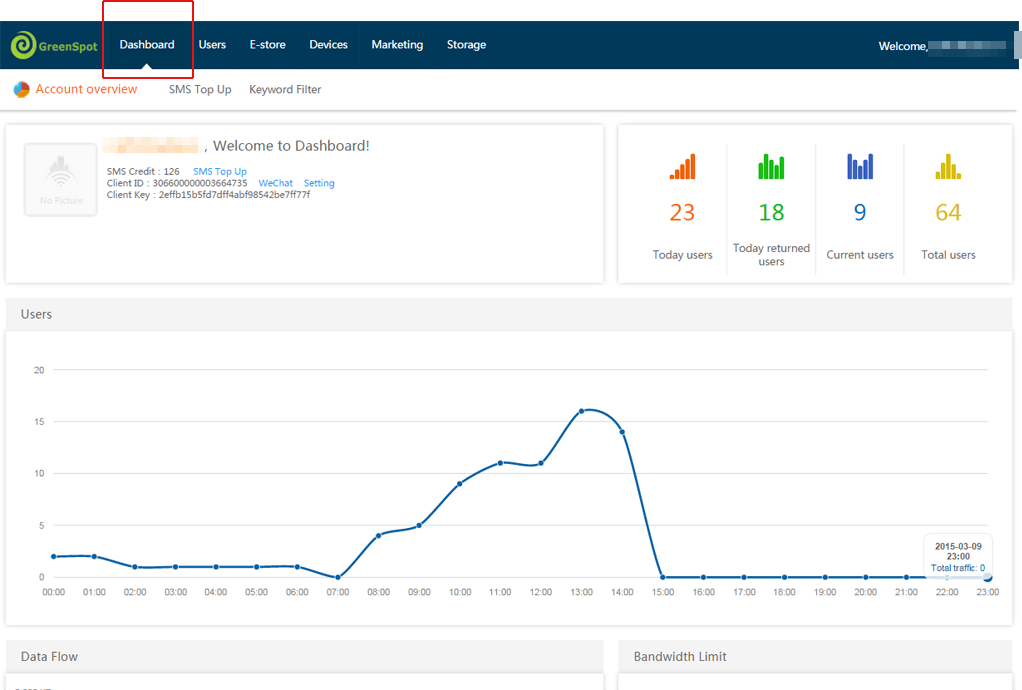 GreenSpot Dashboard Users E-store Devices Marketing Storage Welcome,
Account overview SMS Top Up Keyword Filter
, Welcome to Dashboard!
SMS Credit : 126 SMS Top Up
Client ID : 306600000003664735 WeChat Setting
Client Key : 2effb15b5fd7dff4abf98542be7ff77f
No Picture
23 18 9 64
Today users Today returned users Current users Total users
Users
20
15
10
5
0
2015-03-09
23:00
Total traffic: 0
00:00 01:00 02:00 03:00 04:00 05:00 06:00 07:00 08:00 09:00 10:00 11:00 12:00 13:00 14:00 15:00 16:00 17:00 18:00 19:00 20:00 21:00 22:00 23:00
Data Flow Bandwidth Limit